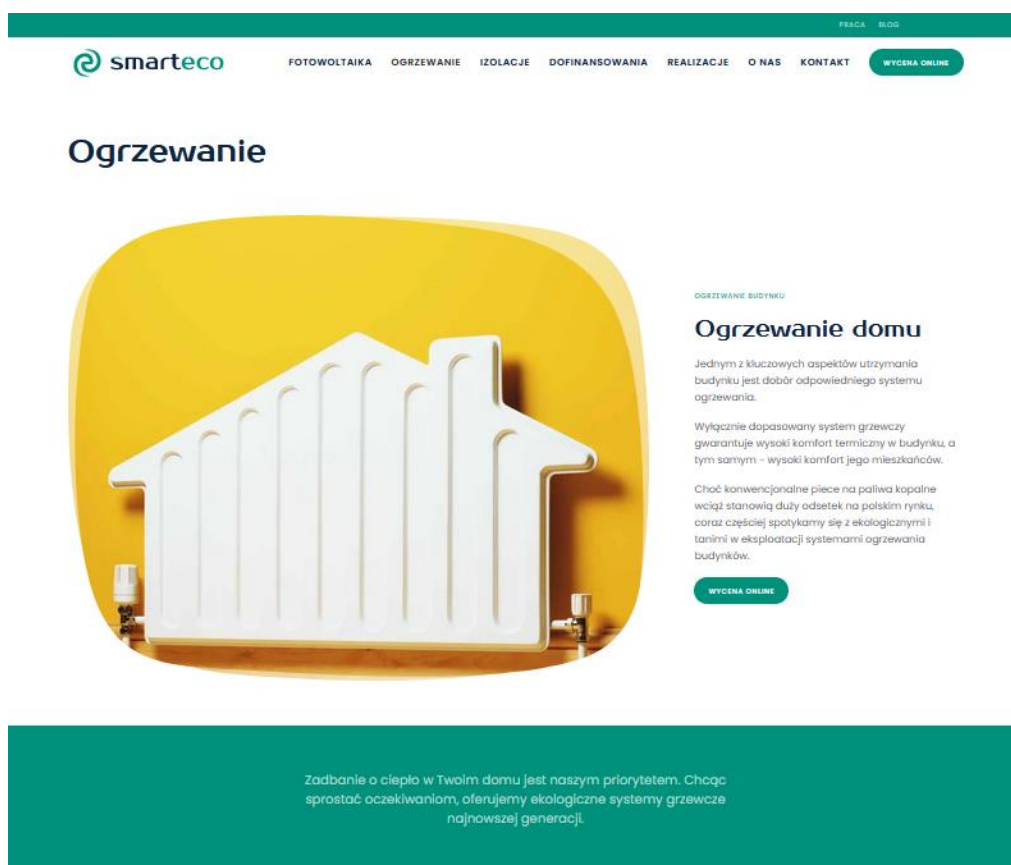 PRACA BLOG
smarteco FOTOWOLTAIKA OGRZEWANIE IZOLACJE DOFINANSOWANIA REALIZACJE O NAS KONTAKT WYCENA ONLINE
Ogrzewanie
OGRZEWANIE BUDYNKU
Ogrzewanie domu
Jednym z kluczowych aspektów utrzymania
budynku jest dobór odpowiedniego systemu
ogrzewania.
Wyłącznie dopasowany system grzewczy
gwarantuje wysoki komfort termiczny w budynku, a
tym samym - wysoki komfort jego mieszkańców.
Choć konwencjonalne piece na paliwa kopalne
wciąż stanowią duży odsetek na polskim rynku,
coraz częściej spotykamy się z ekologicznymi i
tanimi w eksploatacji systemami ogrzewania
budynków.
WYCENA ONLINE
Zadbanie o ciepło w Twoim domu jest naszym priorytetem. Chcąc
sprostać oczekiwaniom, oferujemy ekologiczne systemy grzewcze
najnowszej generacji.